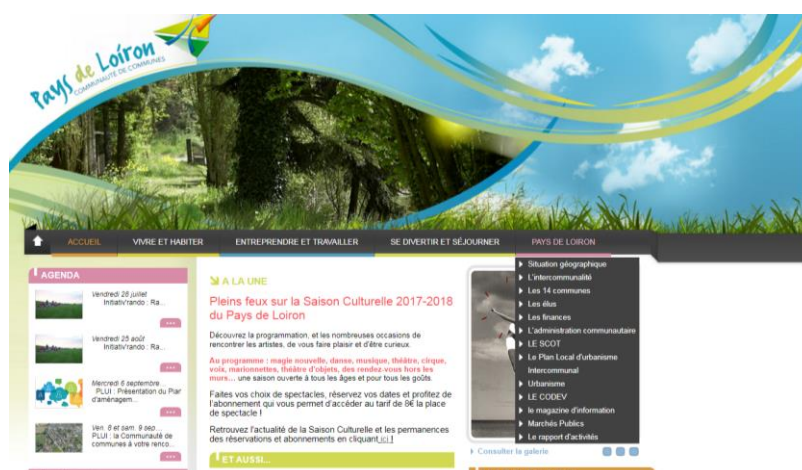 Pays de Loiron
COMMUNAUTÉ DE COMMUNES
ACCUEIL
VIVRE ET HABITER
ENTREPRENDRE ET TRAVAILLER
SE DIVERTIR ET SÉJOURNER
PAYS DE LOIRON
AGENDA
Vendredi 28 juillet
Initiativ'rando : Ra...
Vendredi 25 août
Initiativ'rando : Ra...
Mercredi 6 septembre...
PLUI : Présentation du Plan
d'aménagem...
Ven. 8 et sam. 9 sep...
PLUI : la Communauté de
communes à votre renco...
A LA UNE
Pleins feux sur la Saison Culturelle 2017-2018
du Pays de Loiron
Découvrez la programmation, et les nombreuses occasions de
rencontrer les artistes, de vous faire plaisir et d'être curieux.
Au programme : magie nouvelle, danse, musique, théâtre, cirque,
voix, marionnettes, théâtre d'objets, des rendez-vous hors les
murs... une saison ouverte à tous les âges et pour tous les goûts.
Faites vos choix de spectacles, réservez vos dates et profitez de
l'abonnement qui vous permet d'accéder au tarif de 8€ la place
de spectacle !
Retrouvez l'actualité de la Saison Culturelle et les permanences
des réservations et abonnements en cliquant ici !
ET AUSSI...
Situation géographique
L'intercommunalité
Les 14 communes
Les élus
Les finances
L'administration communautaire
LE SCOT
Le Plan Local d'urbanisme
Intercommunal
Urbanisme
LE CODEV
le magazine d'information
Marchés Publics
Le rapport d'activités
Consulter la galerie